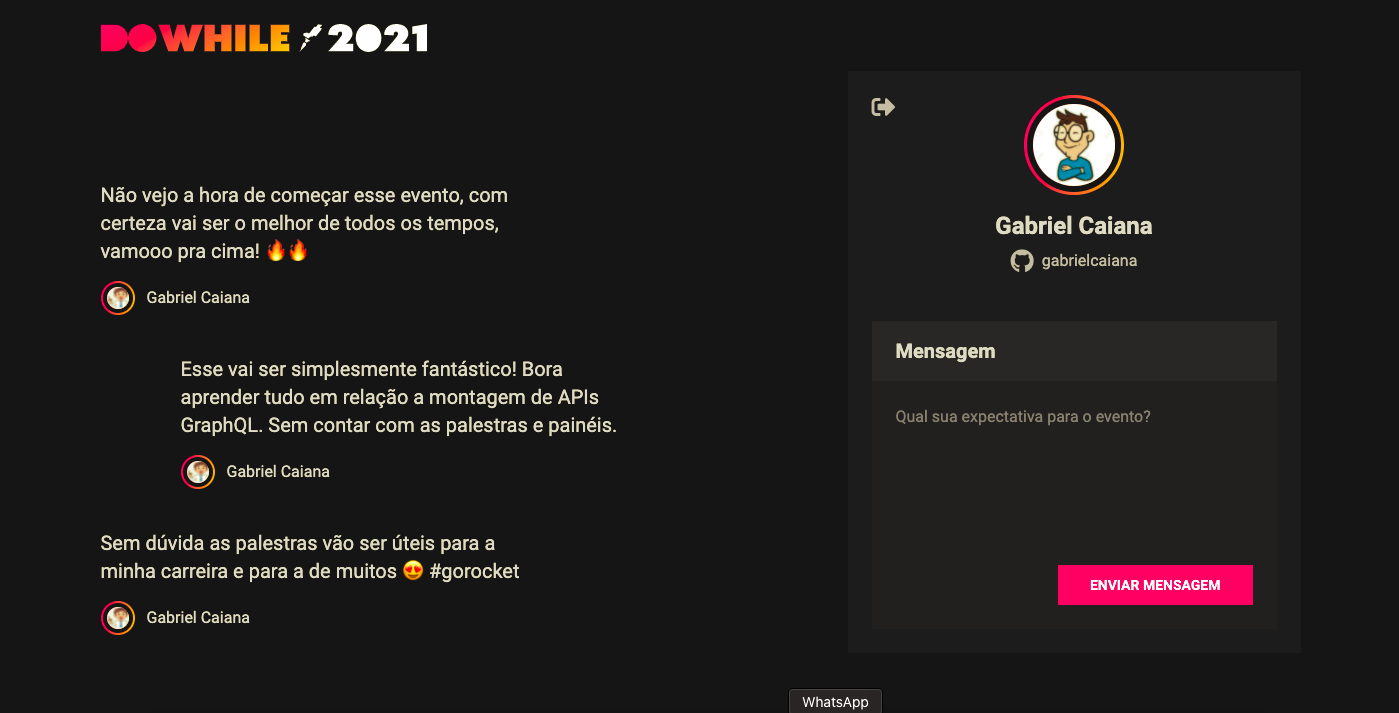 DOWHILE 2021
Não vejo a hora de começar esse evento, com
certeza vai ser o melhor de todos os tempos,
vamooo pra cima! 🔥🔥
Gabriel Caiana
Esse vai ser simplesmente fantástico! Bora
aprender tudo em relação a montagem de APIs
GraphQL. Sem contar com as palestras e painéis.
Gabriel Caiana
Sem dúvida as palestras vão ser úteis para a
minha carreira e para a de muitos 😍 #gorocket
Gabriel Caiana
Gabriel Caiana
gabrielcaiana
Mensagem
Qual sua expectativa para o evento?
ENVIAR MENSAGEM
WhatsApp